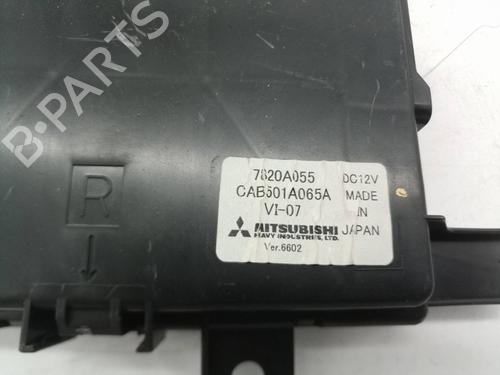 B-PARTS
R
7820A055 DC12V
CAB501A065A MADE
VI-07 IN
MITSUBISHI JAPAN
HEAVY INDUSTRIES, LTD.
Ver.6602